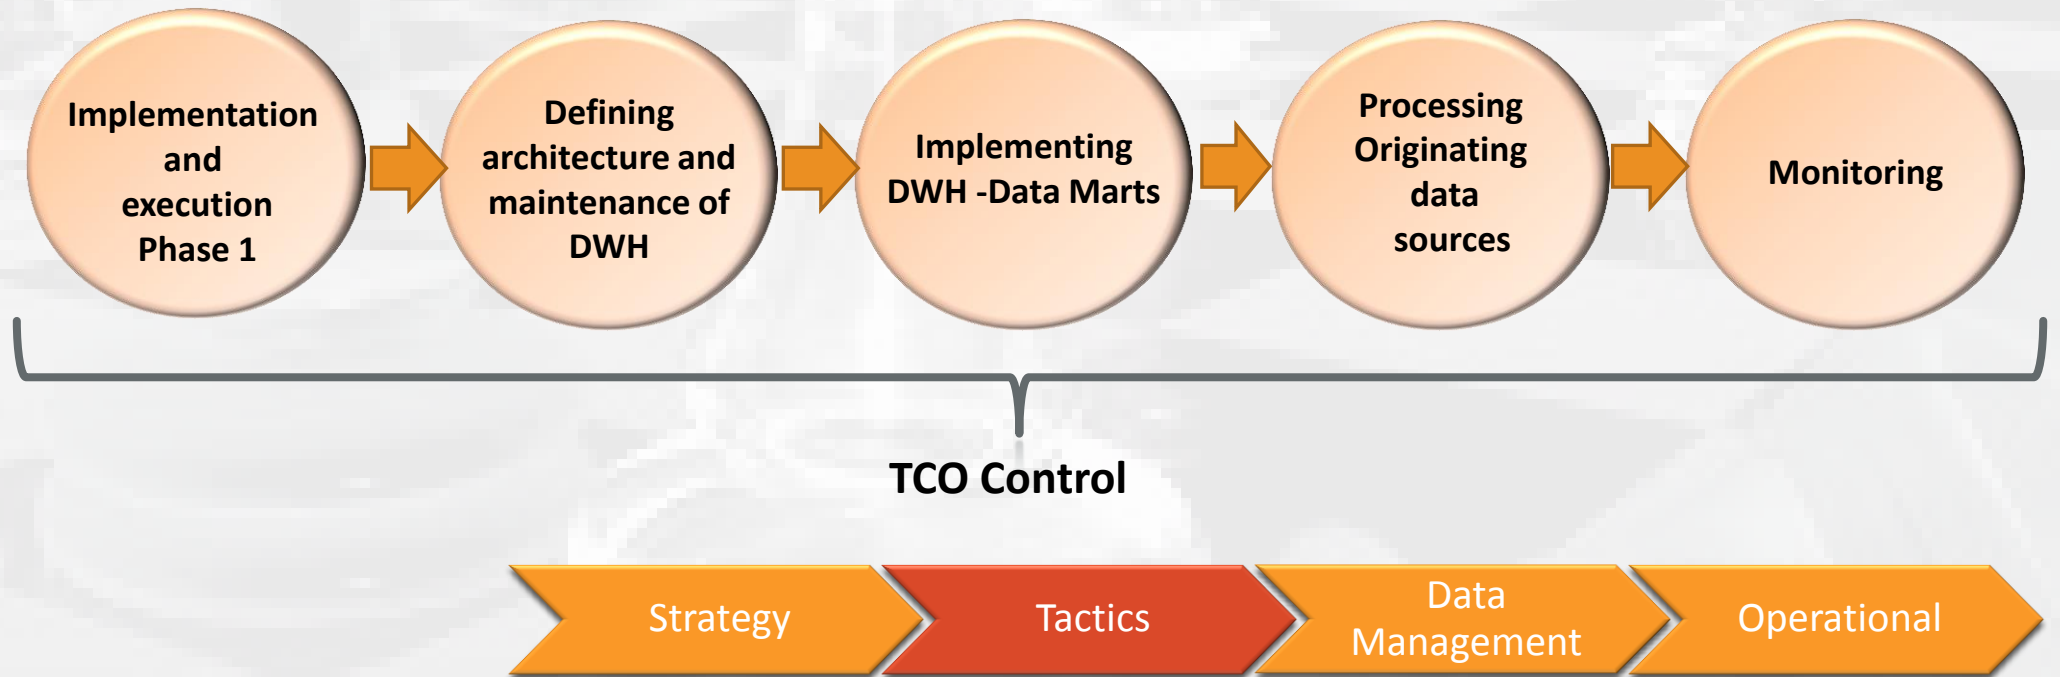 Implementation
and
execution
Phase 1
Defining
architecture and
maintenance of
DWH
Implementing
DWH -Data Marts
Processing
Originating
data
sources
Monitoring
TCO Control
Strategy
Tactics
Data
Management
Operational